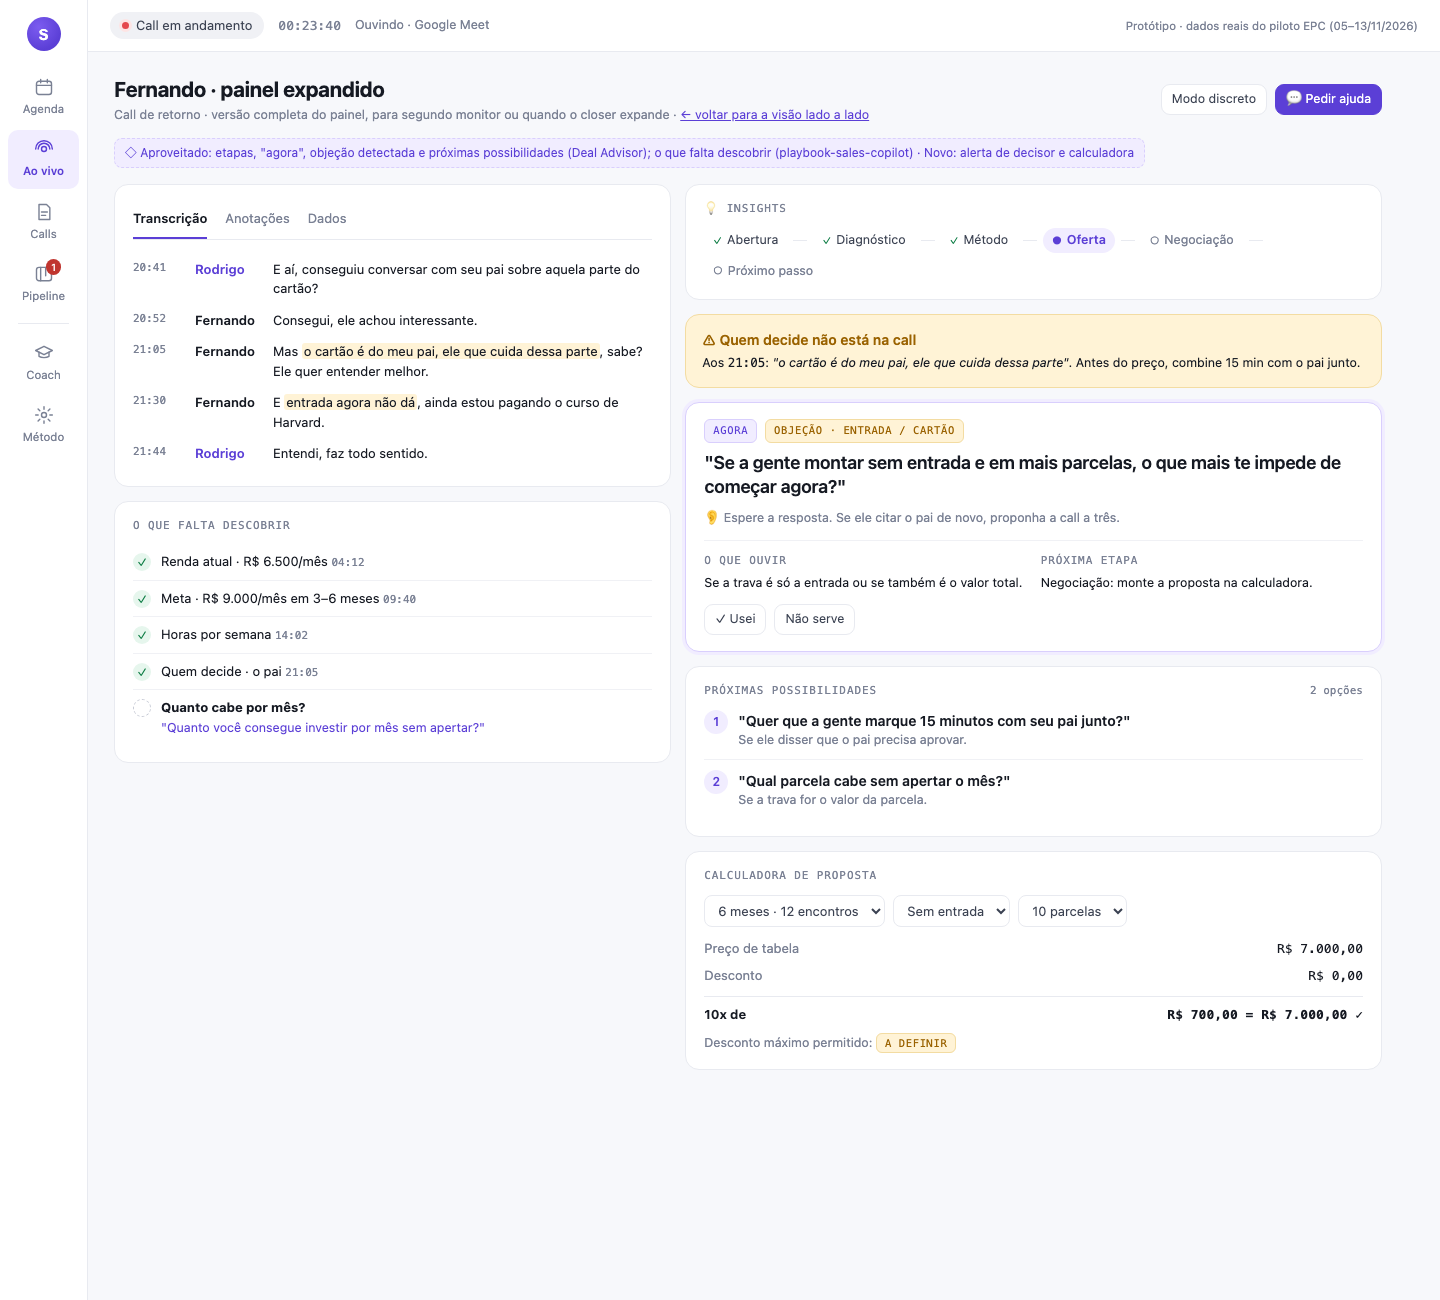 S
Agenda
Ao vivo
Calls
1
Pipeline
Coach
Método
Call em andamento
00:23:40
Ouvindo · Google Meet
Protótipo · dados reais do piloto EPC (05–13/11/2026)
Fernando · painel expandido
Call de retorno · versão completa do painel, para segundo monitor ou quando o closer expande · ← voltar para a visão lado a lado
Modo discreto
Pedir ajuda
◇ Aproveitado: etapas, "agora", objeção detectada e próximas possibilidades (Deal Advisor); o que falta descobrir (playbook-sales-copilot) · Novo: alerta de decisor e calculadora
Transcrição
Anotações
Dados
20:41 Rodrigo E aí, conseguiu conversar com seu pai sobre aquela parte do
cartão?
20:52 Fernando Consegui, ele achou interessante.
21:05 Fernando Mas o cartão é do meu pai, ele que cuida dessa parte, sabe?
Ele quer entender melhor.
21:30 Fernando E entrada agora não dá, ainda estou pagando o curso de
Harvard.
21:44 Rodrigo Entendi, faz todo sentido.
O QUE FALTA DESCOBRIR
✓ Renda atual · R$ 6.500/mês 04:12
✓ Meta · R$ 9.000/mês em 3–6 meses 09:40
✓ Horas por semana 14:02
✓ Quem decide · o pai 21:05
Quanto cabe por mês?
"Quanto você consegue investir por mês sem apertar?"
💡 INSIGHTS
✓ Abertura
✓ Diagnóstico
✓ Método
● Oferta
○ Negociação
○ Próximo passo
⚠ Quem decide não está na call
Aos 21:05: "o cartão é do meu pai, ele que cuida dessa parte". Antes do preço, combine 15 min com o pai junto.
AGORA
OBJEÇÃO · ENTRADA / CARTÃO
"Se a gente montar sem entrada e em mais parcelas, o que mais te impede de
começar agora?"
👂 Espere a resposta. Se ele citar o pai de novo, proponha a call a três.
O QUE OUVIR
Se a trava é só a entrada ou se também é o valor total.
PRÓXIMA ETAPA
Negociação: monte a proposta na calculadora.
✓ Usei
Não serve
PRÓXIMAS POSSIBILIDADES
2 opções
1 "Quer que a gente marque 15 minutos com seu pai junto?"
Se ele disser que o pai precisa aprovar.
2 "Qual parcela cabe sem apertar o mês?"
Se a trava for o valor da parcela.
CALCULADORA DE PROPOSTA
6 meses · 12 encontros
Sem entrada
10 parcelas
Preço de tabela R$ 7.000,00
Desconto R$ 0,00
10x de R$ 700,00 = R$ 7.000,00 ✓
Desconto máximo permitido: A DEFINIR